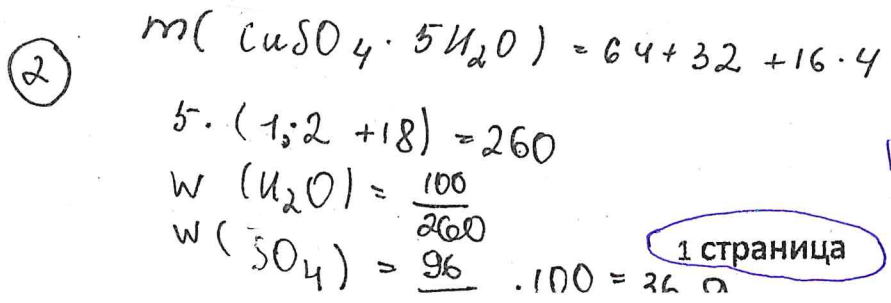 2
m( CuSO4 · 5H2O ) = 64 + 32 + 16 · 4
5 · (1 · 2 + 18) = 260
w (H2O) = 100/260
w ( SO4 ) = 96 · 100 = 36,9
1 страница